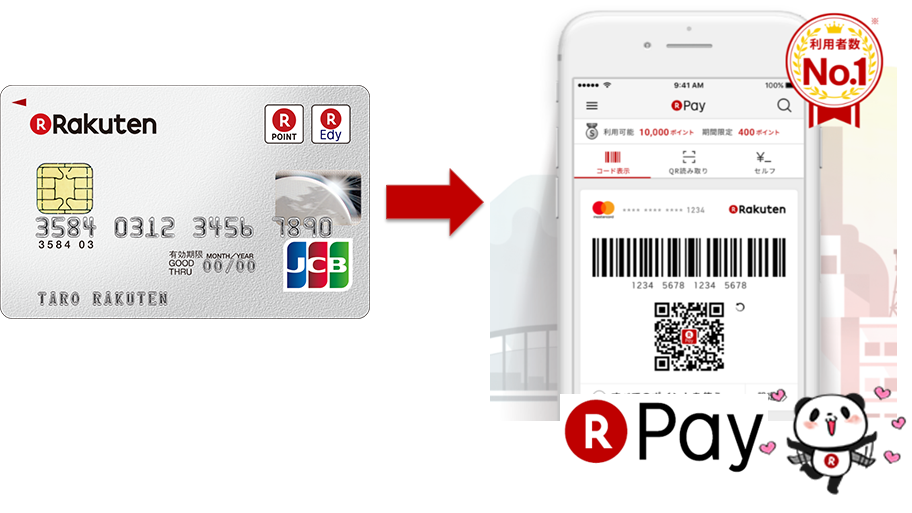 Rakuten
POINT
Edy
3584 0312 3456 7890
3584 03
有効期限 MONTH/YEAR
GOOD THRU 00/00
TARO RAKUTEN
JCB
※
利用者数
No.1
9:41 AM 100%
R Pay
利用可能 10,000ポイント 期間限定 400ポイント
コード表示 QR読み取り セルフ
mastercard •••• •••• •••• 1234 Rakuten
1234 5678 1234 5678
R Pay
R